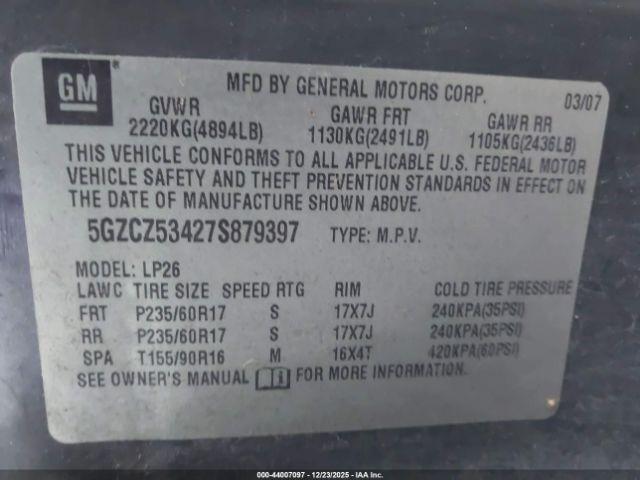 GM® MFD BY GENERAL MOTORS CORP. 03/07
GVWR GAWR FRT GAWR RR
2220KG(4894LB) 1130KG(2491LB) 1105KG(2436LB)
THIS VEHICLE CONFORMS TO ALL APPLICABLE U.S. FEDERAL MOTOR
VEHICLE SAFETY AND THEFT PREVENTION STANDARDS IN EFFECT ON
THE DATE OF MANUFACTURE SHOWN ABOVE.
5GZCZ53427S879397 TYPE: M.P.V.
MODEL: LP26
LAWC TIRE SIZE SPEED RTG RIM COLD TIRE PRESSURE
FRT P235/60R17 S 17X7J 240KPA(35PSI)
RR P235/60R17 S 17X7J 240KPA(35PSI)
SPA T155/90R16 M 16X4T 420KPA(60PSI)
SEE OWNER'S MANUAL FOR MORE INFORMATION.
000-44007097 - 12/23/2025 - IAA Inc.